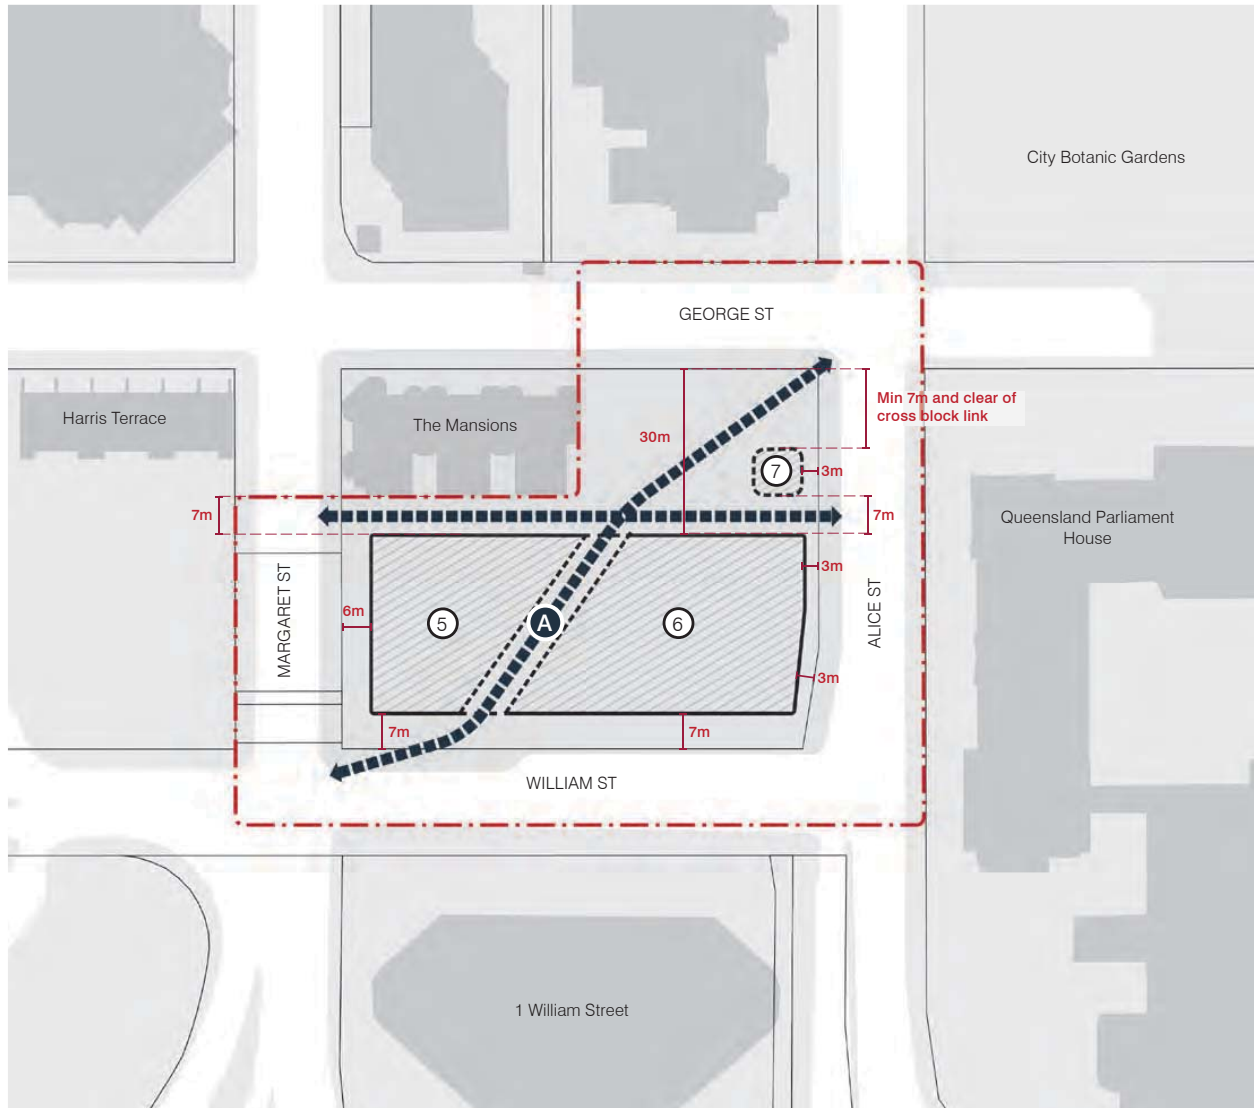 City Botanic Gardens
GEORGE ST
Harris Terrace
The Mansions
Min 7m and clear of
cross block link
30m
7
3m
7m
7m
Queensland Parliament
House
3m
MARGARET ST
6m
5
A
6
ALICE ST
3m
7m
7m
WILLIAM ST
1 William Street